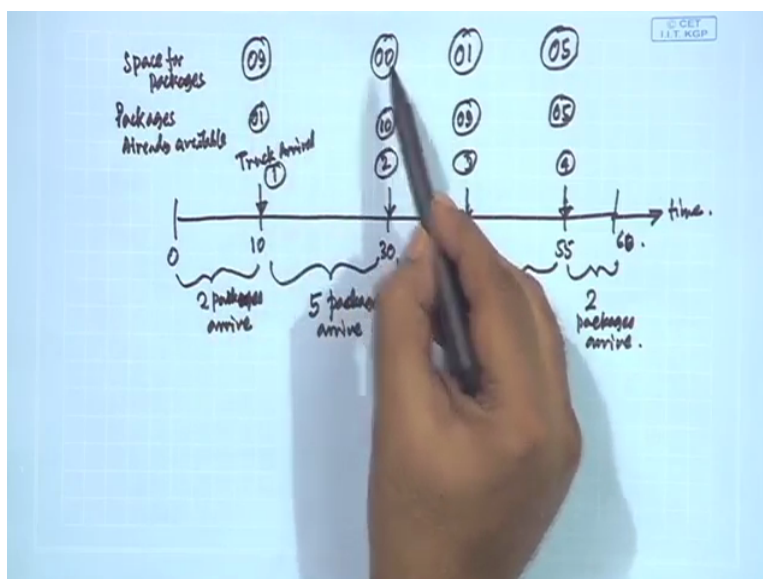 © CET
I.I.T. KGP
Space for
packages
09
00
01
05
Packages
Already available
01
10
09
05
Truck Arrival
1
2
3
4
time.
0
10
30
55
60.
2 packages
arrive
5
arrive
2
packages
arrive.